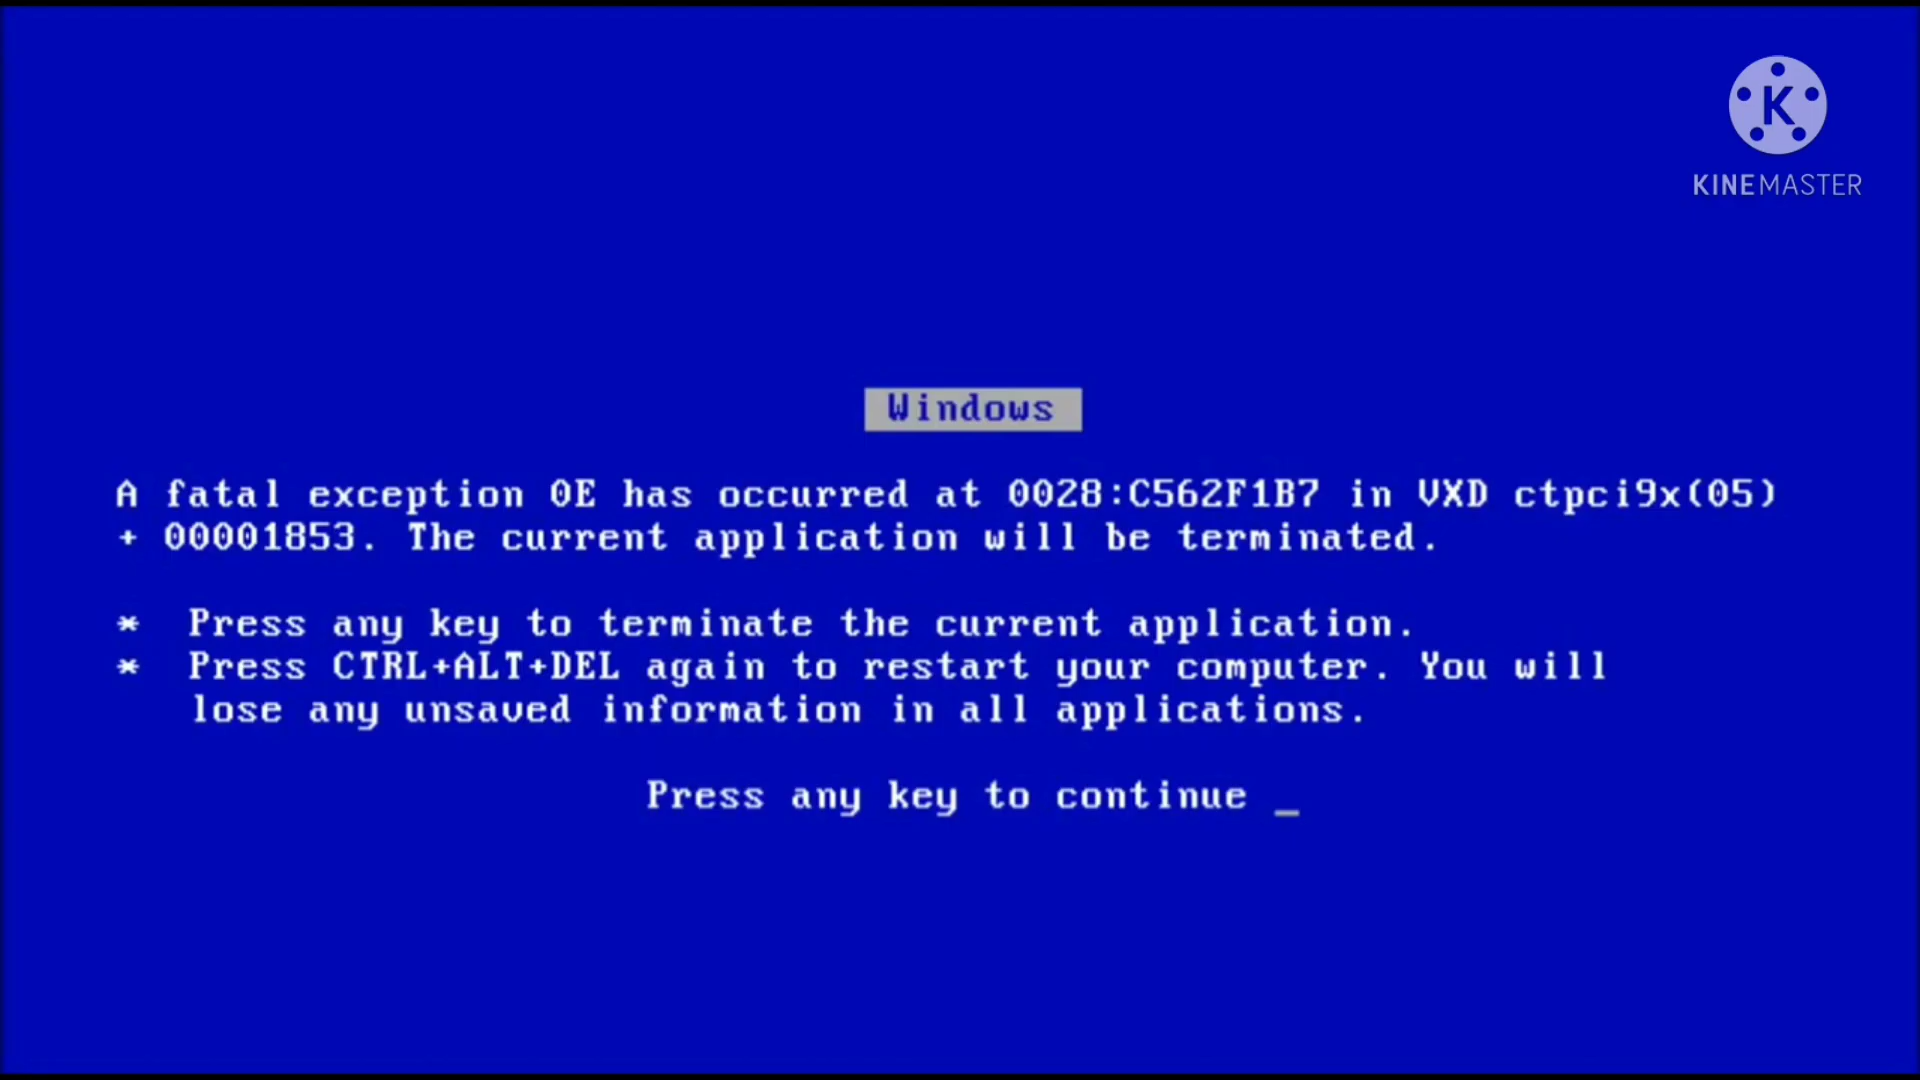 K
KINEMASTER
Windows
A fatal exception 0E has occurred at 0028:C562F1B7 in VXD ctpci9x(05)
+ 00001853. The current application will be terminated.
* Press any key to terminate the current application.
* Press CTRL+ALT+DEL again to restart your computer. You will
lose any unsaved information in all applications.
Press any key to continue _